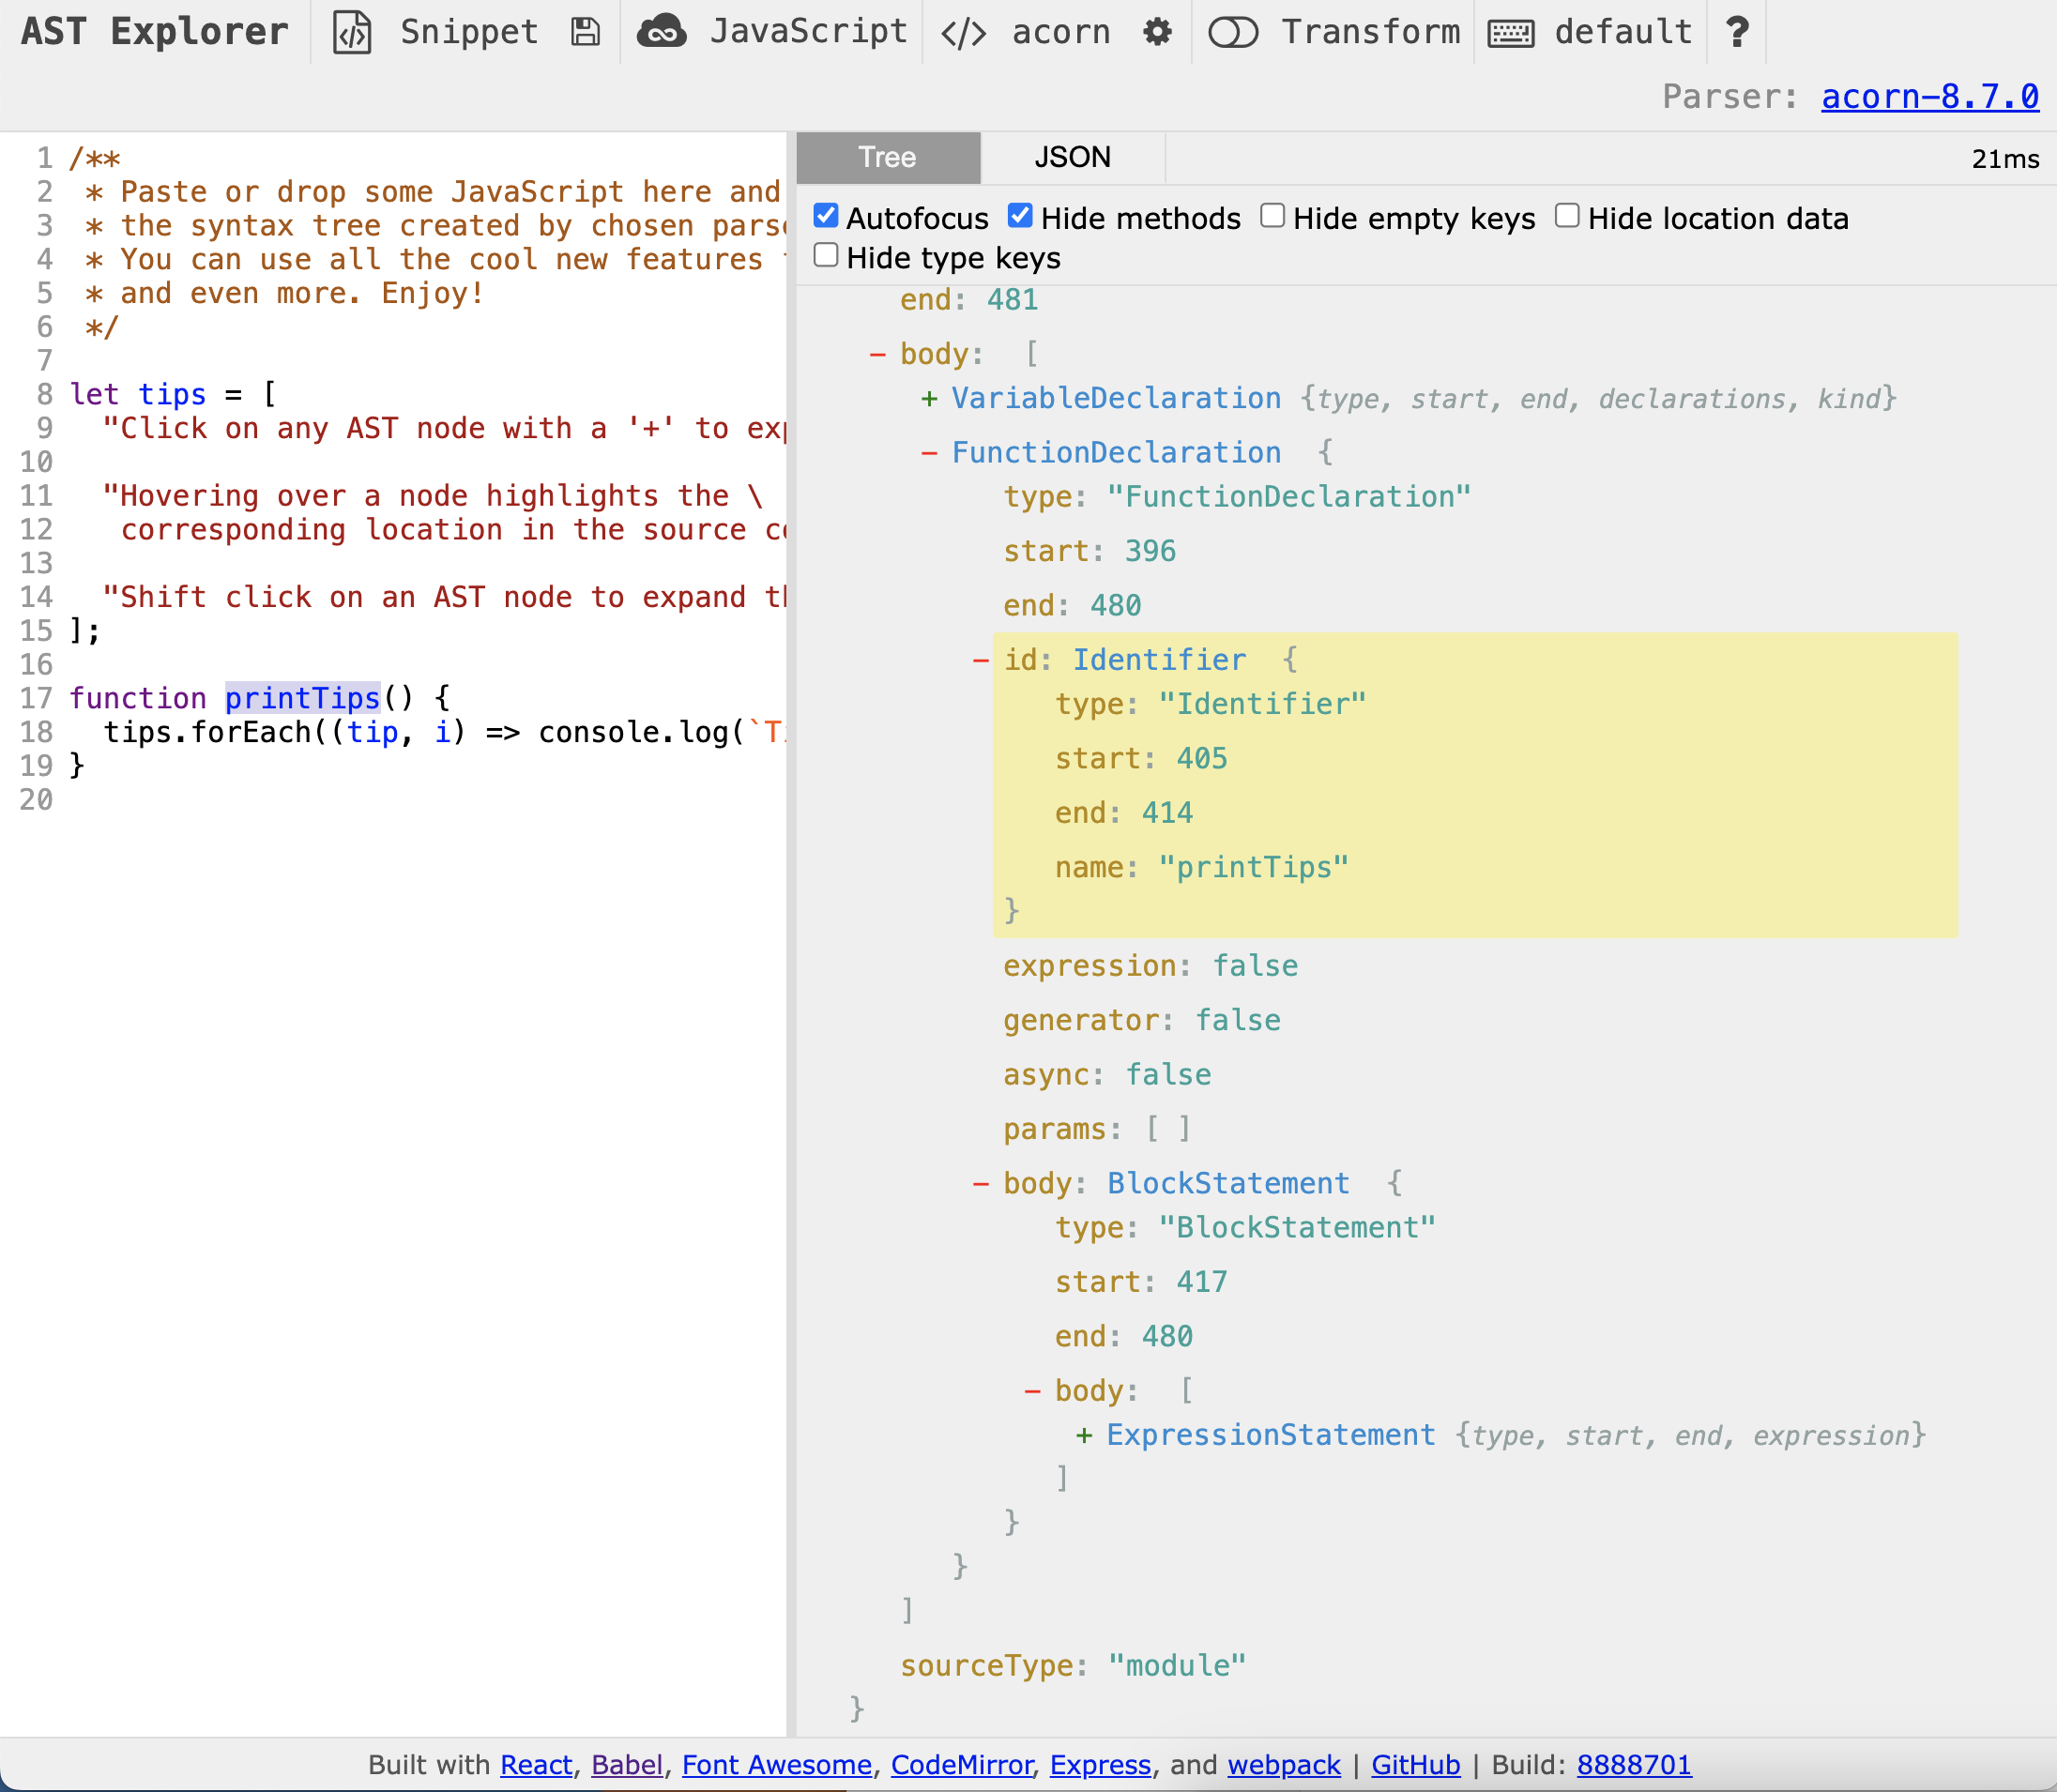 AST Explorer Snippet JavaScript </> acorn Transform default ?
Parser: acorn-8.7.0
1 /**
2  * Paste or drop some JavaScript here and
3  * the syntax tree created by chosen pars
4  * You can use all the cool new features
5  * and even more. Enjoy!
6  */
7
8 let tips = [
9   "Click on any AST node with a '+' to ex
10
11   "Hovering over a node highlights the \
12    corresponding location in the source c
13
14   "Shift click on an AST node to expand t
15 ];
16
17 function printTips() {
18   tips.forEach((tip, i) => console.log(`T
19 }
20
Tree JSON 21ms
Autofocus Hide methods Hide empty keys Hide location data
Hide type keys
end: 481
- body: [
+ VariableDeclaration {type, start, end, declarations, kind}
- FunctionDeclaration {
type: "FunctionDeclaration"
start: 396
end: 480
- id: Identifier {
type: "Identifier"
start: 405
end: 414
name: "printTips"
}
expression: false
generator: false
async: false
params: [ ]
- body: BlockStatement {
type: "BlockStatement"
start: 417
end: 480
- body: [
+ ExpressionStatement {type, start, end, expression}
]
}
}
]
sourceType: "module"
}
Built with React, Babel, Font Awesome, CodeMirror, Express, and webpack | GitHub | Build: 8888701